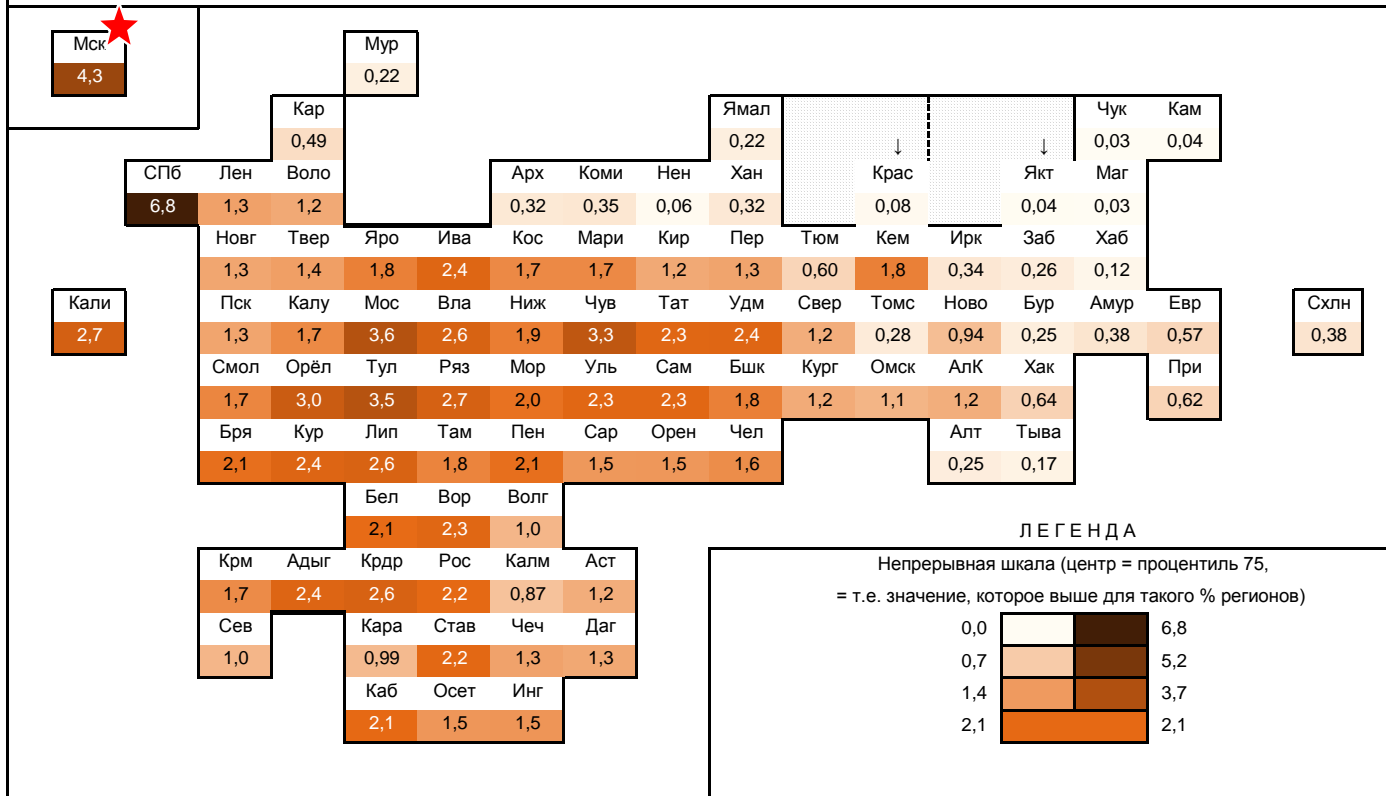 Мск Мур
4,3 0,22
Кар Ямал Чук Кам
0,49 0,22 ↓ ↓ 0,03 0,04
СПб Лен Воло Арх Коми Нен Хан Крас Якт Маг
6,8 1,3 1,2 0,32 0,35 0,06 0,32 0,08 0,04 0,03
Новг Твер Яро Ива Кос Мари Кир Пер Тюм Кем Ирк Заб Хаб
1,3 1,4 1,8 2,4 1,7 1,7 1,2 1,3 0,60 1,8 0,34 0,26 0,12
Кали Пск Калу Мос Вла Ниж Чув Тат Удм Свер Томс Ново Бур Амур Евр Схлн
2,7 1,3 1,7 3,6 2,6 1,9 3,3 2,3 2,4 1,2 0,28 0,94 0,25 0,38 0,57 0,38
Смол Орёл Тул Ряз Мор Уль Сам Бшк Кург Омск АлК Хак При
1,7 3,0 3,5 2,7 2,0 2,3 2,3 1,8 1,2 1,1 1,2 0,64 0,62
Бря Кур Лип Там Пен Сар Орен Чел Алт Тыва
2,1 2,4 2,6 1,8 2,1 1,5 1,5 1,6 0,25 0,17
Бел Вор Волг
2,1 2,3 1,0
ЛЕГЕНДА
Крм Адыг Крдр Рос Калм Аст Непрерывная шкала (центр = процентиль 75,
1,7 2,4 2,6 2,2 0,87 1,2 = т.е. значение, которое выше для такого % регионов)
Сев Кара Став Чеч Даг 0,0 6,8
1,0 0,99 2,2 1,3 1,3 0,7 5,2
Каб Осет Инг 1,4 3,7
2,1 1,5 1,5 2,1 2,1